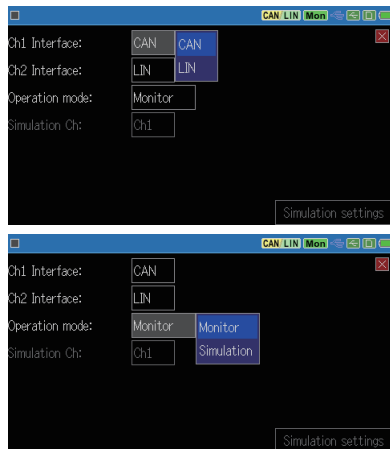 CAN/LIN Mon
Ch1 Interface: CAN CAN
LIN
Ch2 Interface: LIN
Operation mode: Monitor
Simulation Ch: Ch1
Simulation settings
CAN/LIN Mon
Ch1 Interface: CAN
Ch2 Interface: LIN
Operation mode: Monitor Monitor
Simulation
Simulation Ch: Ch1
Simulation settings